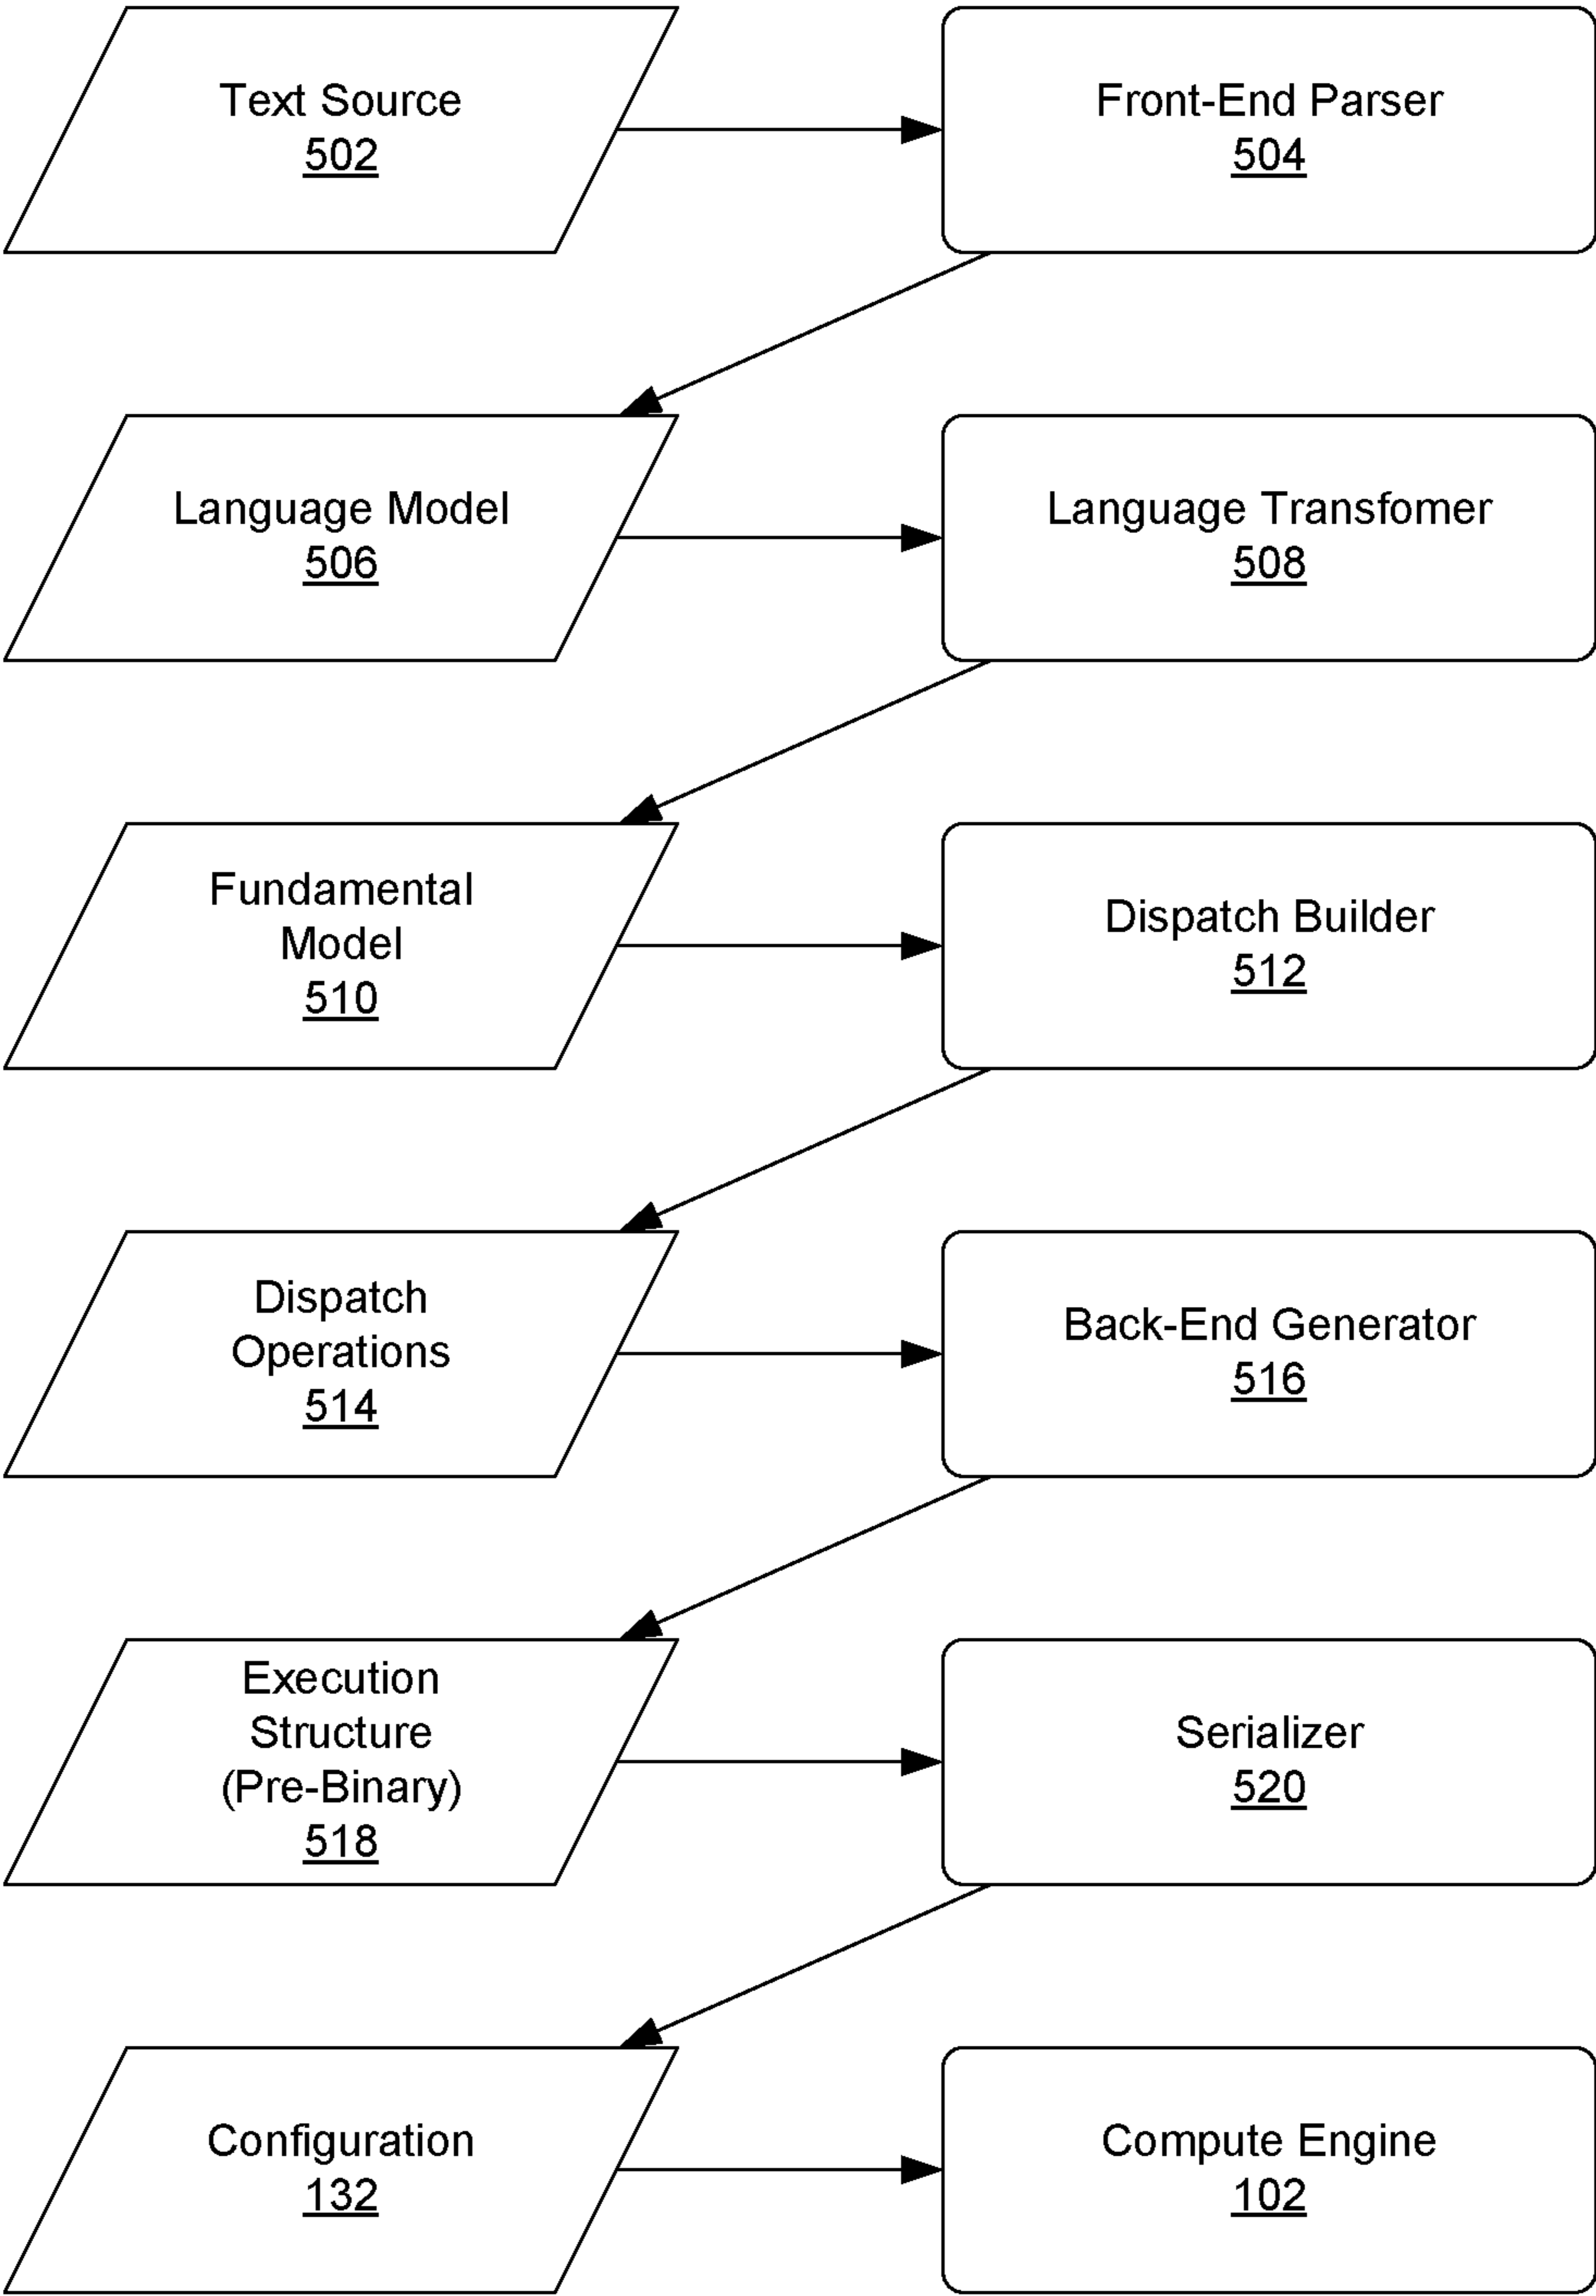 Text Source
502
Front-End Parser
504
Language Model
506
Language Transfomer
508
Fundamental
Model
510
Dispatch Builder
512
Dispatch
Operations
514
Back-End Generator
516
Execution
Structure
(Pre-Binary)
518
Serializer
520
Configuration
132
Compute Engine
102